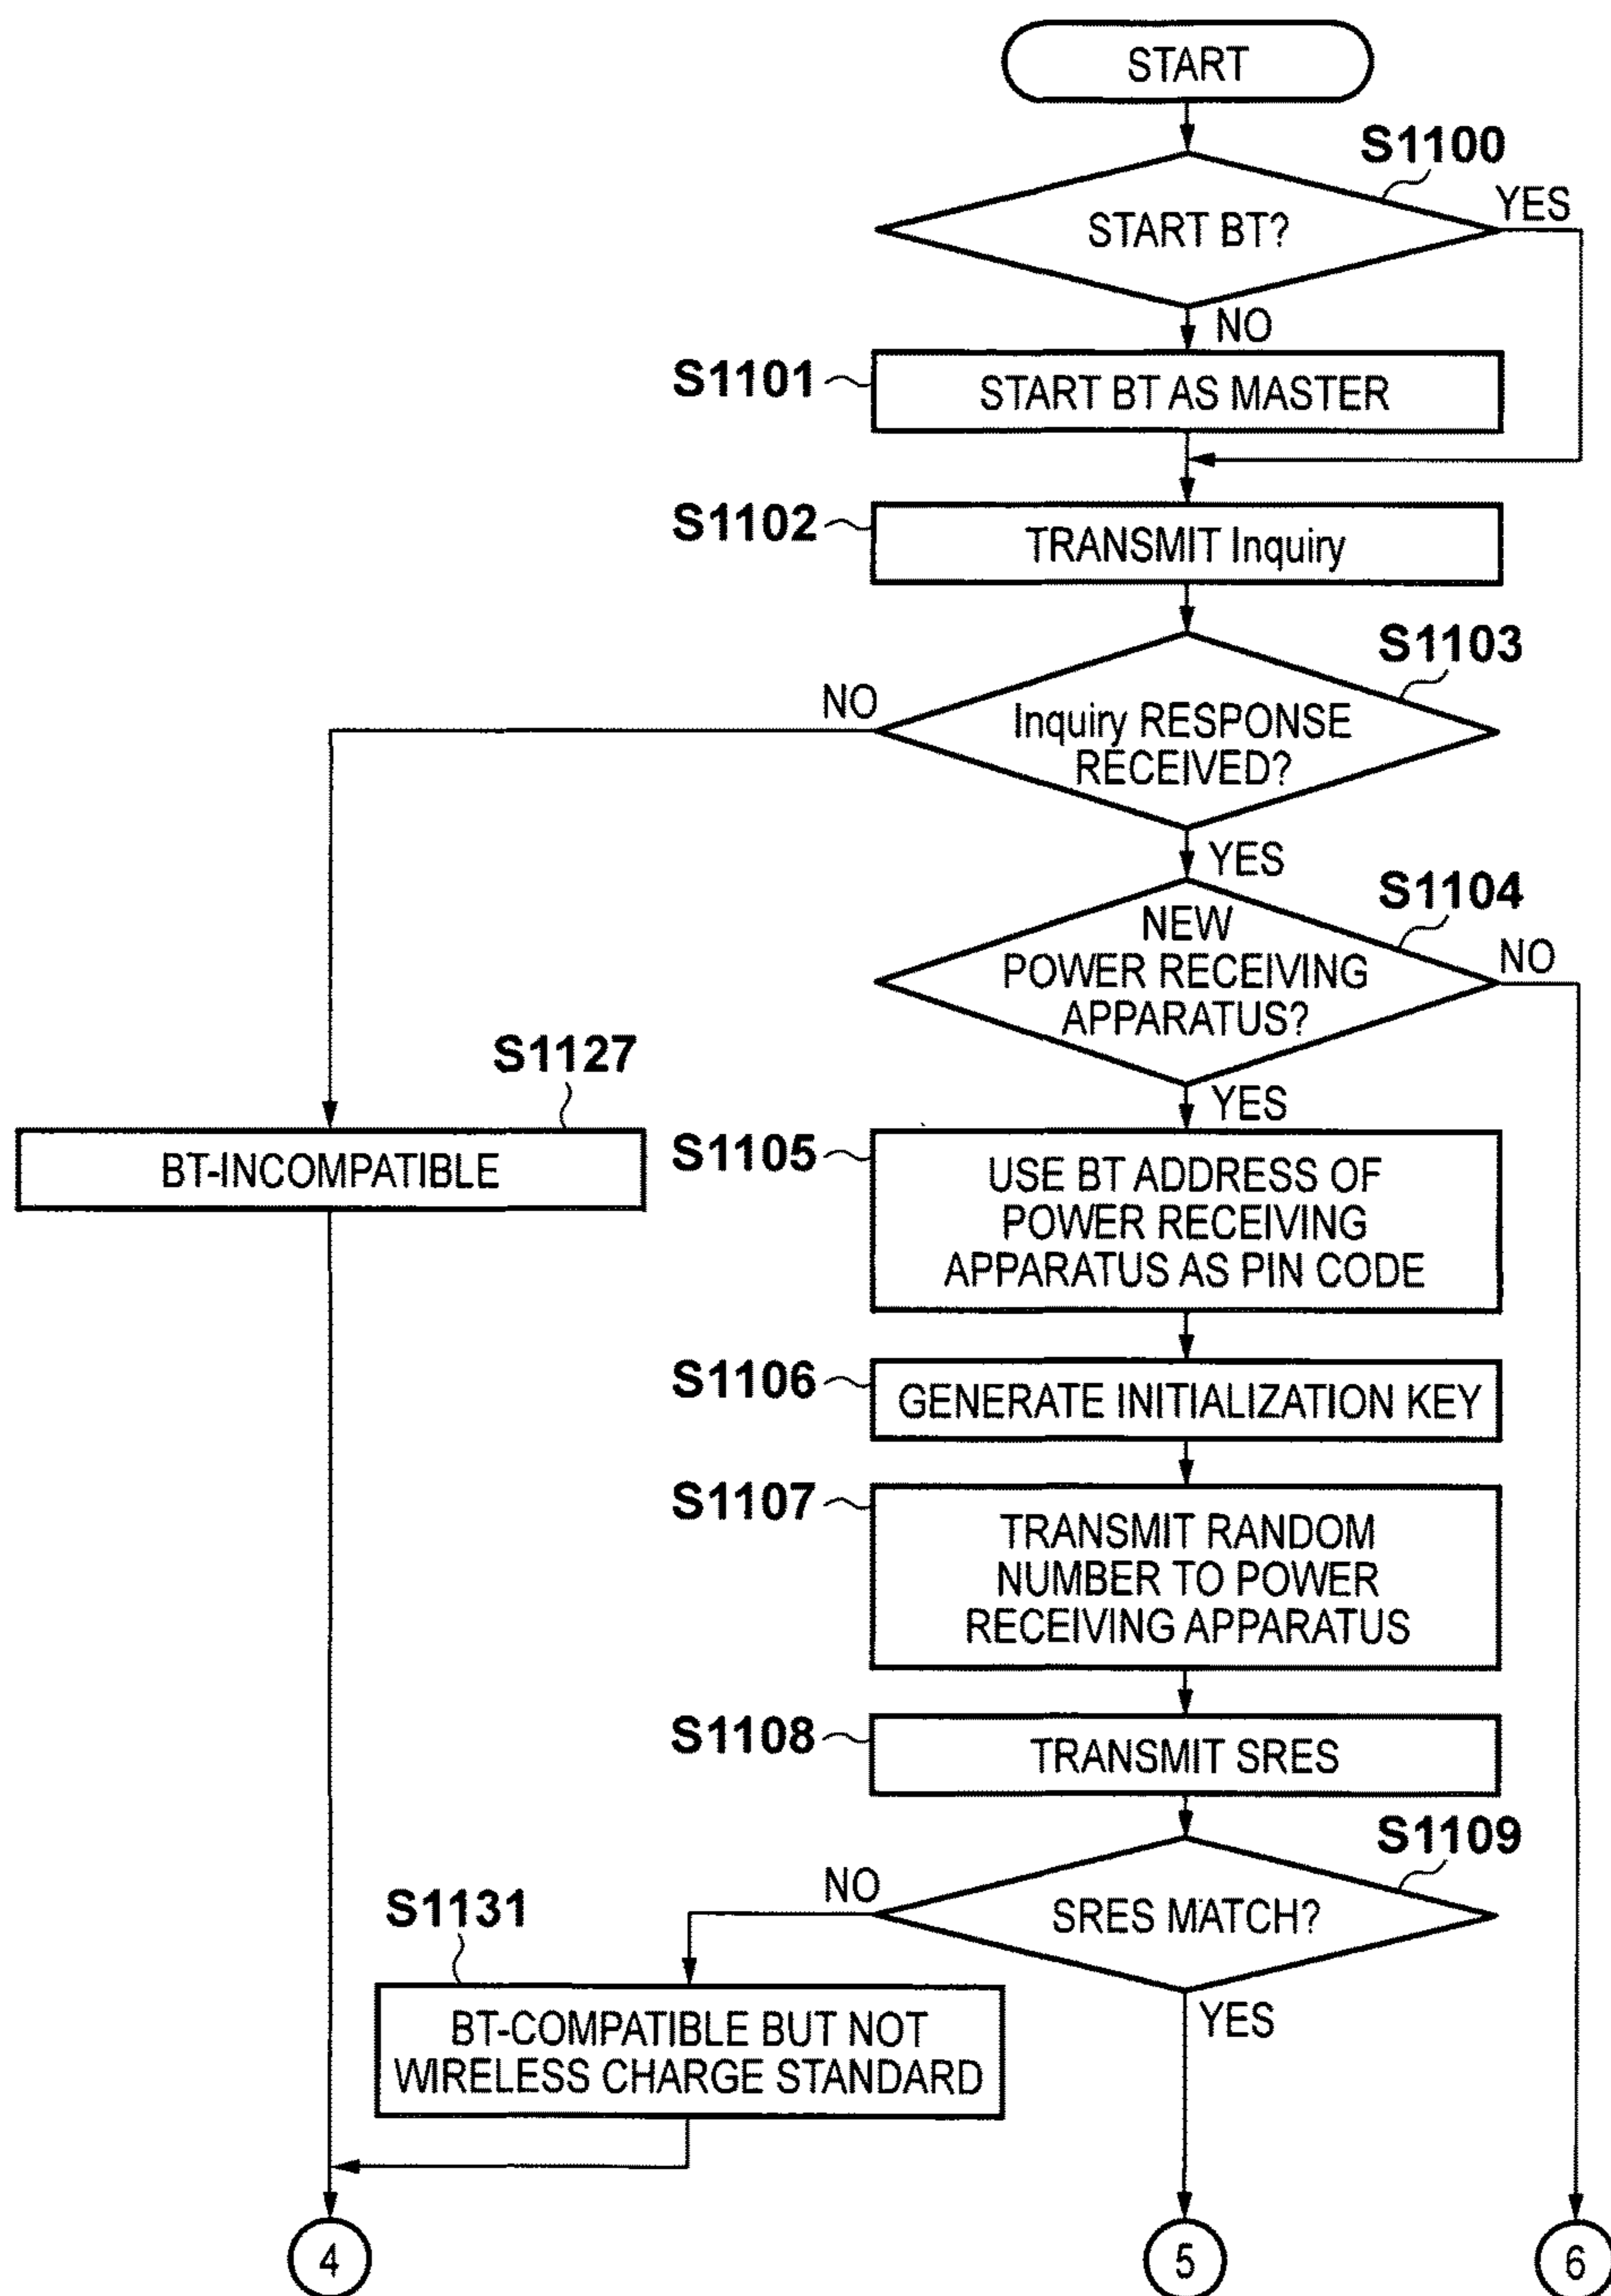 START
S1100
START BT?
YES
NO
S1101
START BT AS MASTER
S1102
TRANSMIT Inquiry
S1103
NO
Inquiry RESPONSE
RECEIVED?
YES
S1104
NEW
POWER RECEIVING
APPARATUS?
NO
S1127
YES
BT-INCOMPATIBLE
S1105
USE BT ADDRESS OF
POWER RECEIVING
APPARATUS AS PIN CODE
S1106
GENERATE INITIALIZATION KEY
S1107
TRANSMIT RANDOM
NUMBER TO POWER
RECEIVING APPARATUS
S1108
TRANSMIT SRES
S1109
NO
SRES MATCH?
S1131
YES
BT-COMPATIBLE BUT NOT
WIRELESS CHARGE STANDARD
4
5
6